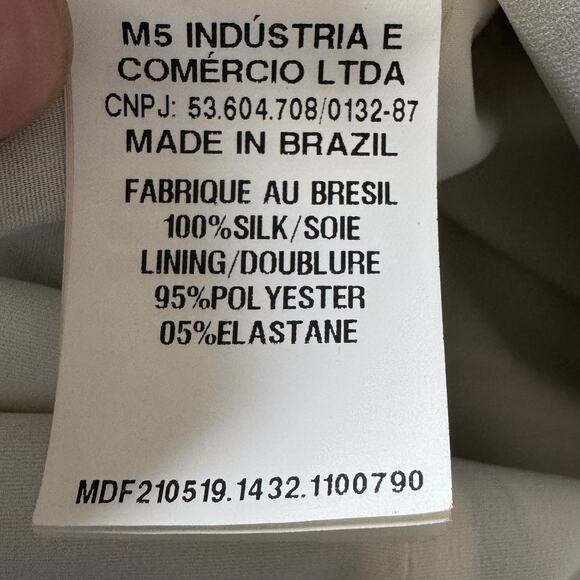 M5 INDÚSTRIA E
COMÉRCIO LTDA
CNPJ: 53.604.708/0132-87
MADE IN BRAZIL
FABRIQUE AU BRESIL
100%SILK/SOIE
LINING/DOUBLURE
95%POLYESTER
05%ELASTANE
MDF210519.1432.1100790